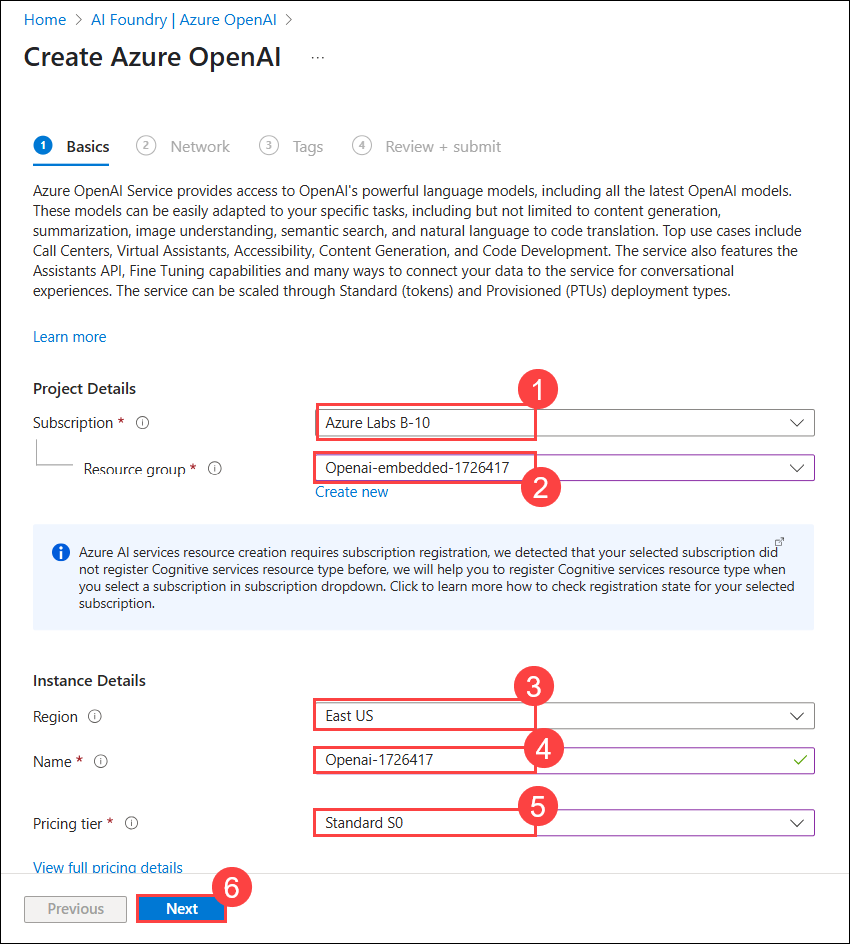 Home > AI Foundry | Azure OpenAI >
Create Azure OpenAI ...
1 Basics 2 Network 3 Tags 4 Review + submit
Azure OpenAI Service provides access to OpenAI's powerful language models, including all the latest OpenAI models.
These models can be easily adapted to your specific tasks, including but not limited to content generation,
summarization, image understanding, semantic search, and natural language to code translation. Top use cases include
Call Centers, Virtual Assistants, Accessibility, Content Generation, and Code Development. The service also features the
Assistants API, Fine Tuning capabilities and many ways to connect your data to the service for conversational
experiences. The service can be scaled through Standard (tokens) and Provisioned (PTUs) deployment types.
Learn more
Project Details
1
Subscription * Azure Labs B-10
Resource group * Openai-embedded-1726417
2
Create new
Azure AI services resource creation requires subscription registration, we detected that your selected subscription did
not register Cognitive services resource type before, we will help you to register Cognitive services resource type when
you select a subscription in subscription dropdown. Click to learn more how to check registration state for your selected
subscription.
Instance Details
3
Region East US
4
Name * Openai-1726417
5
Pricing tier * Standard S0
View full pricing details
6
Previous Next